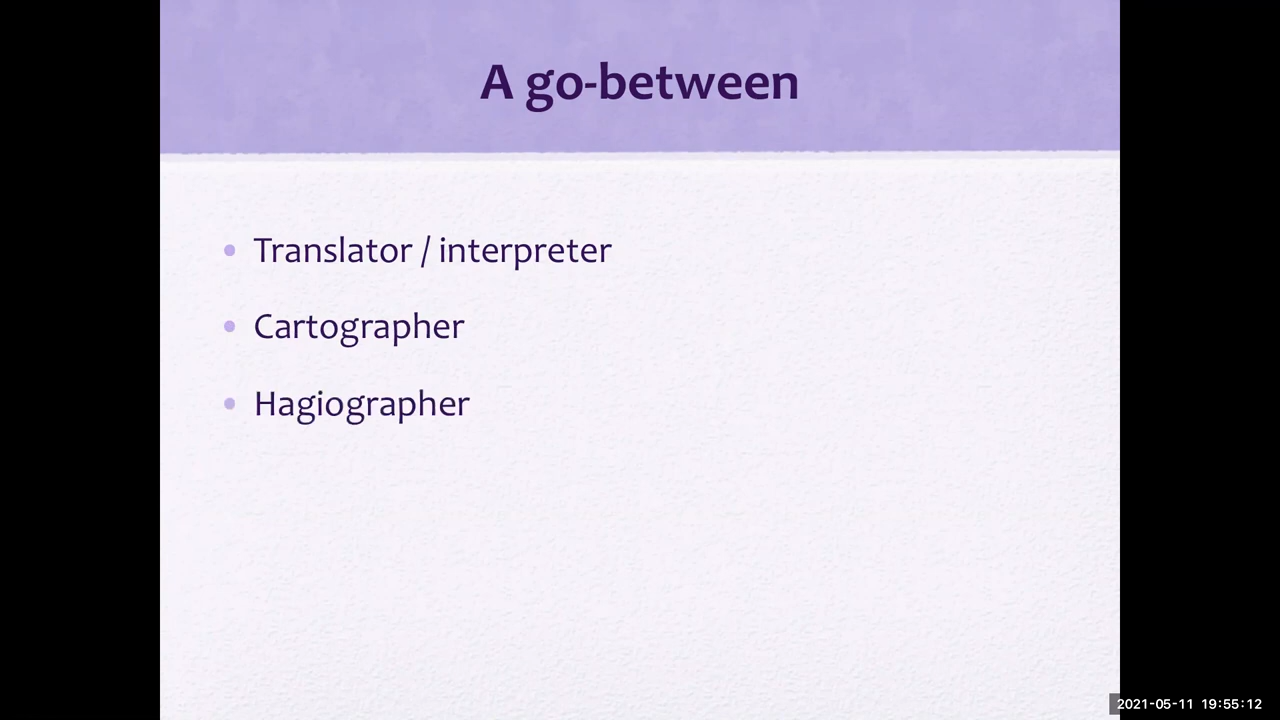 A go-between
• Translator / interpreter
• Cartographer
• Hagiographer
2021-05-11 19:55:12